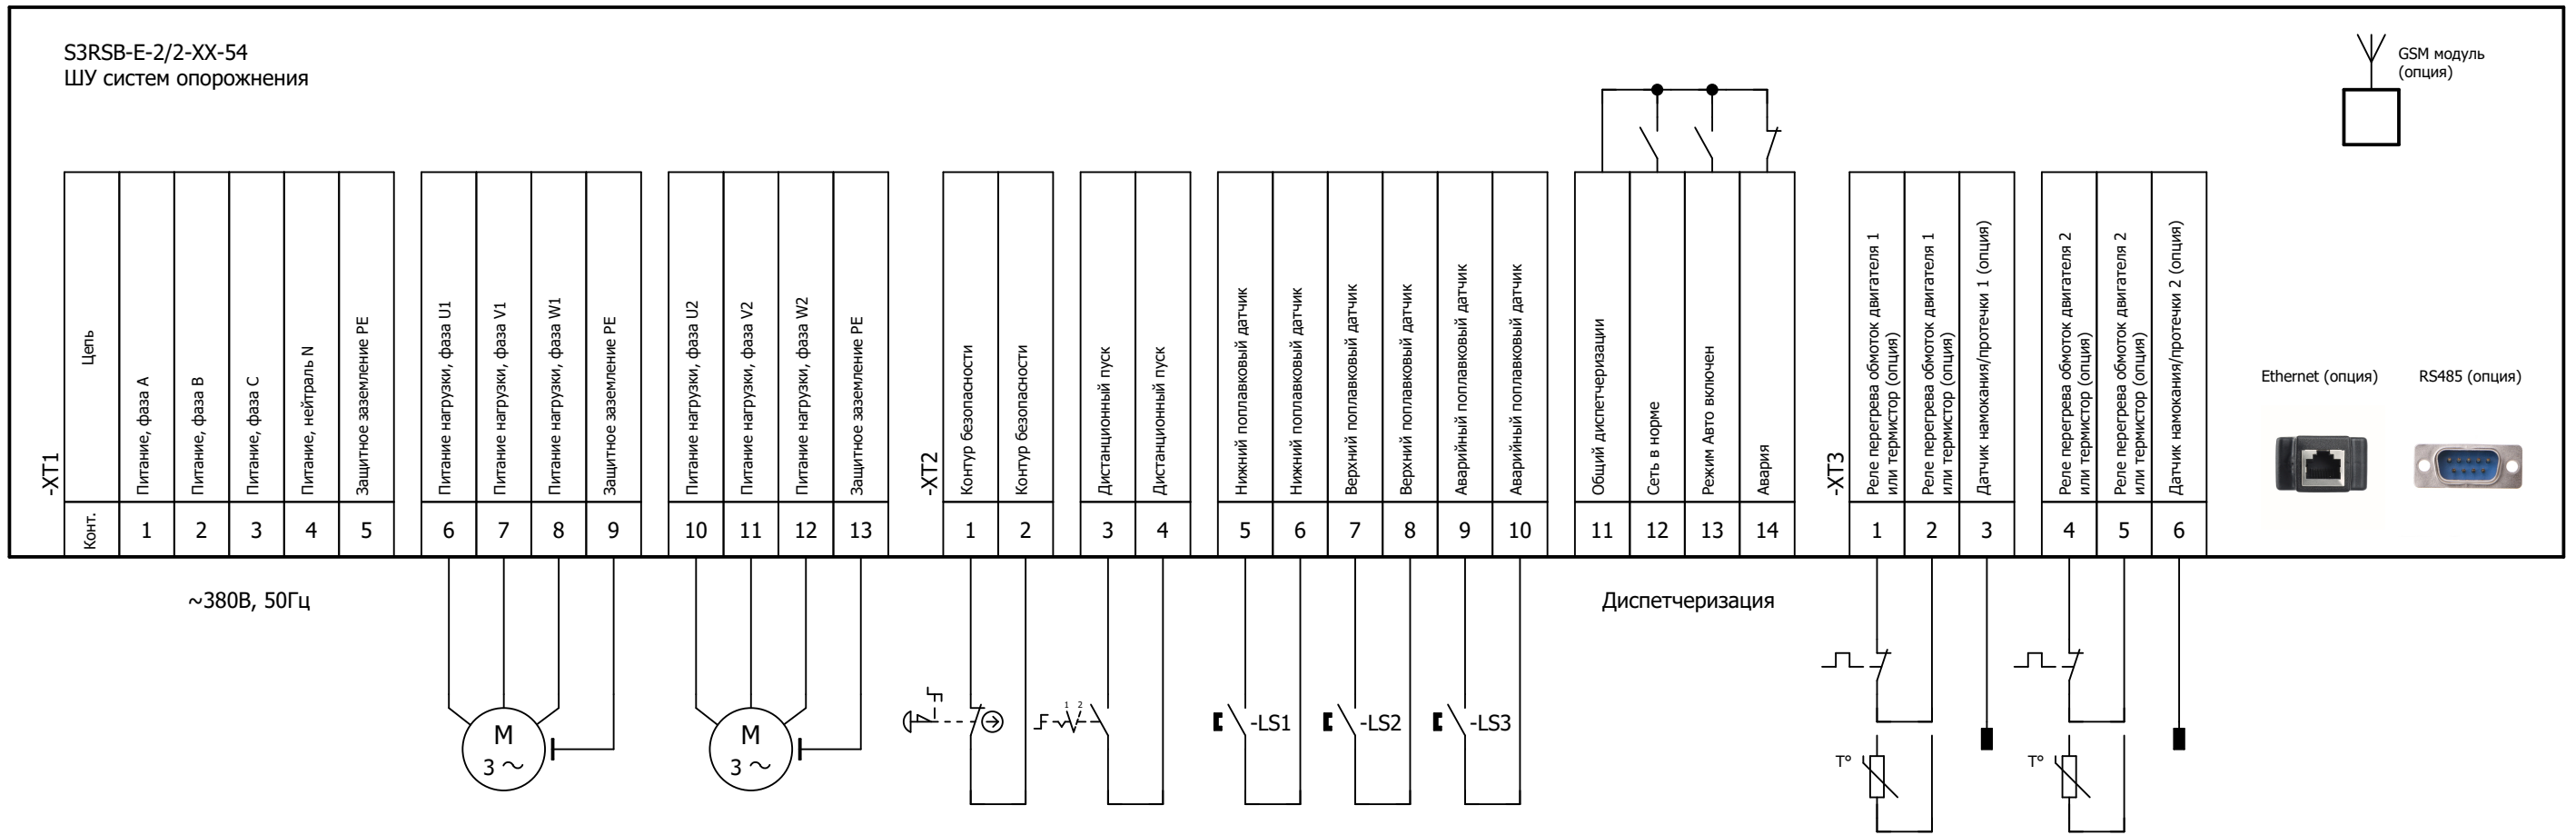 S3RSB-E-2/2-XX-54
ШУ систем опорожнения
GSM модуль
(опция)
-XT1
Цепь
Питание, фаза A
Питание, фаза B
Питание, фаза C
Питание, нейтраль N
Защитное заземление PE
Питание нагрузки, фаза U1
Питание нагрузки, фаза V1
Питание нагрузки, фаза W1
Защитное заземление PE
Питание нагрузки, фаза U2
Питание нагрузки, фаза V2
Питание нагрузки, фаза W2
Защитное заземление PE
-XT2
Контур безопасности
Контур безопасности
Дистанционный пуск
Дистанционный пуск
Нижний поплавковый датчик
Нижний поплавковый датчик
Верхний поплавковый датчик
Верхний поплавковый датчик
Аварийный поплавковый датчик
Аварийный поплавковый датчик
Общий диспетчеризации
Сеть в норме
Режим Авто включен
Авария
-XT3
Реле перегрева обмоток двигателя 1
или термистор (опция)
Реле перегрева обмоток двигателя 1
или термистор (опция)
Датчик намокания/протечки 1 (опция)
Реле перегрева обмоток двигателя 2
или термистор (опция)
Реле перегрева обмоток двигателя 2
или термистор (опция)
Датчик намокания/протечки 2 (опция)
Ethernet (опция)
RS485 (опция)
Конт.
1 2 3 4 5 6 7 8 9 10 11 12 13
1 2 3 4 5 6 7 8 9 10 11 12 13 14
1 2 3 4 5 6
~380В, 50Гц
Диспетчеризация
M
3 ~
M
3 ~
1 2
-LS1
-LS2
-LS3
T°
T°